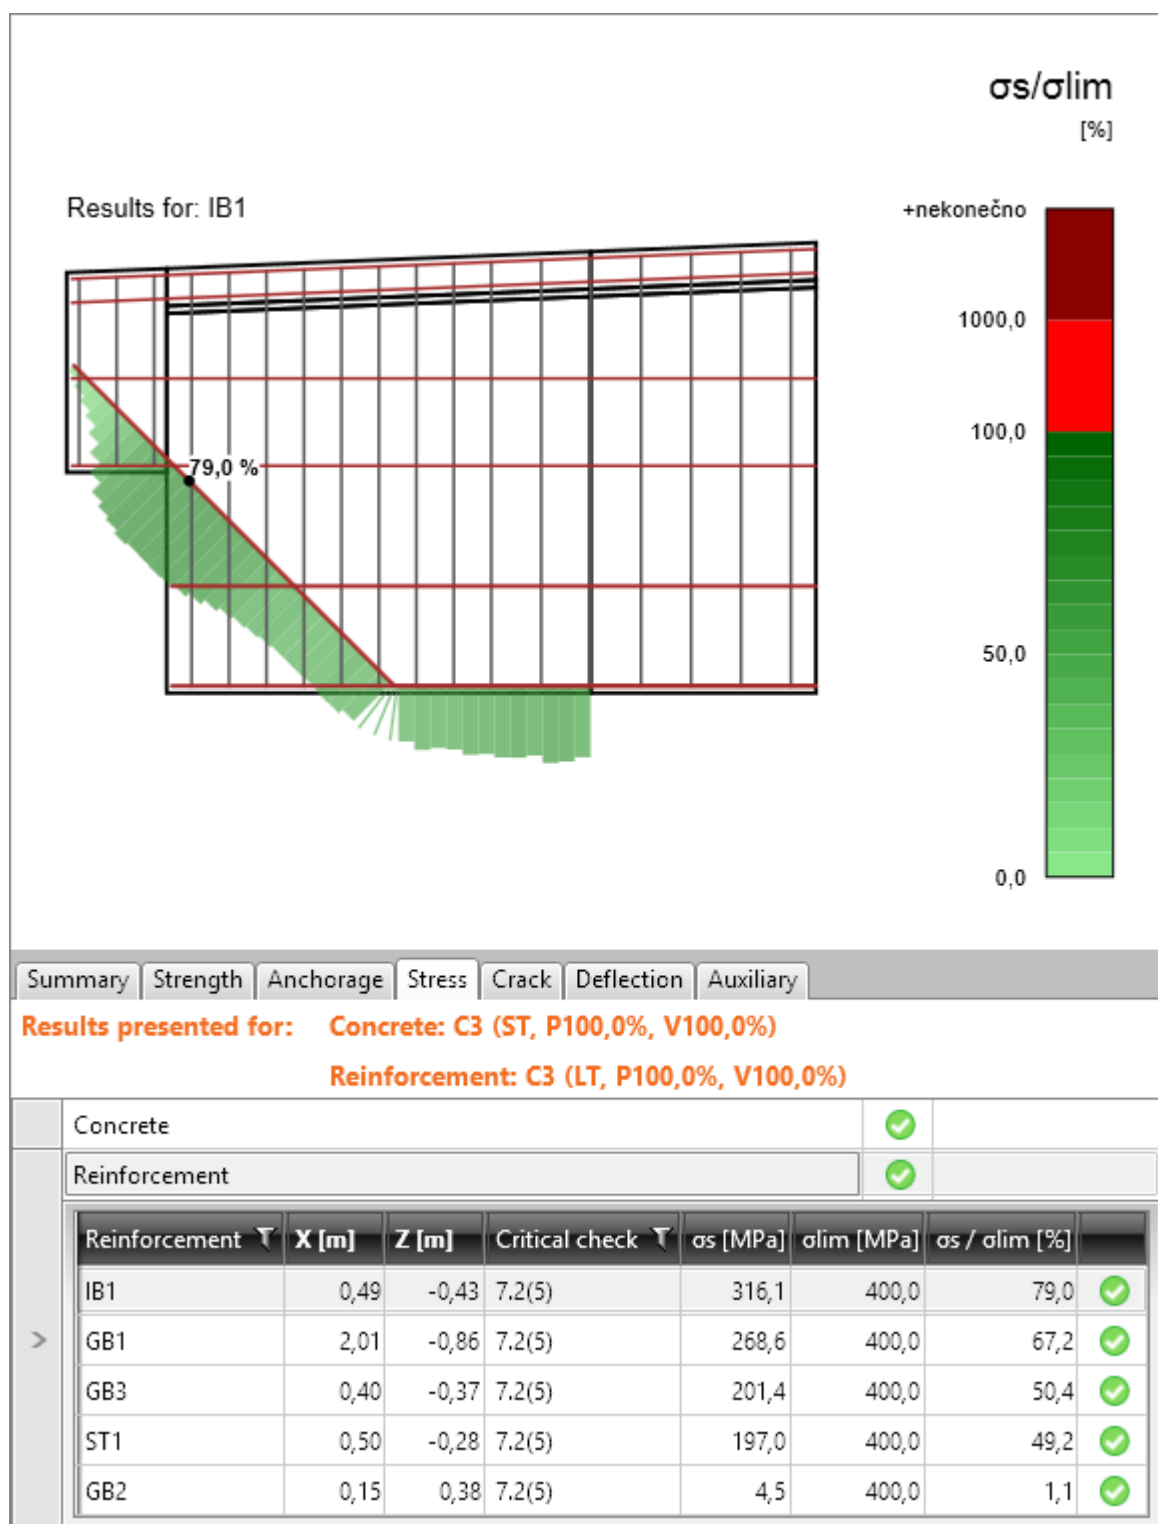 σs/σlim
[%]
Results for: IB1
+nekonečno
1000,0
100,0
79,0 %
50,0
0,0
Summary Strength Anchorage Stress Crack Deflection Auxiliary
Results presented for: Concrete: C3 (ST, P100,0%, V100,0%)
Reinforcement: C3 (LT, P100,0%, V100,0%)
Concrete
Reinforcement
Reinforcement X [m] Z [m] Critical check σs [MPa] σlim [MPa] σs / σlim [%]
IB1 0,49 -0,43 7.2(5) 316,1 400,0 79,0
GB1 2,01 -0,86 7.2(5) 268,6 400,0 67,2
GB3 0,40 -0,37 7.2(5) 201,4 400,0 50,4
ST1 0,50 -0,28 7.2(5) 197,0 400,0 49,2
GB2 0,15 0,38 7.2(5) 4,5 400,0 1,1